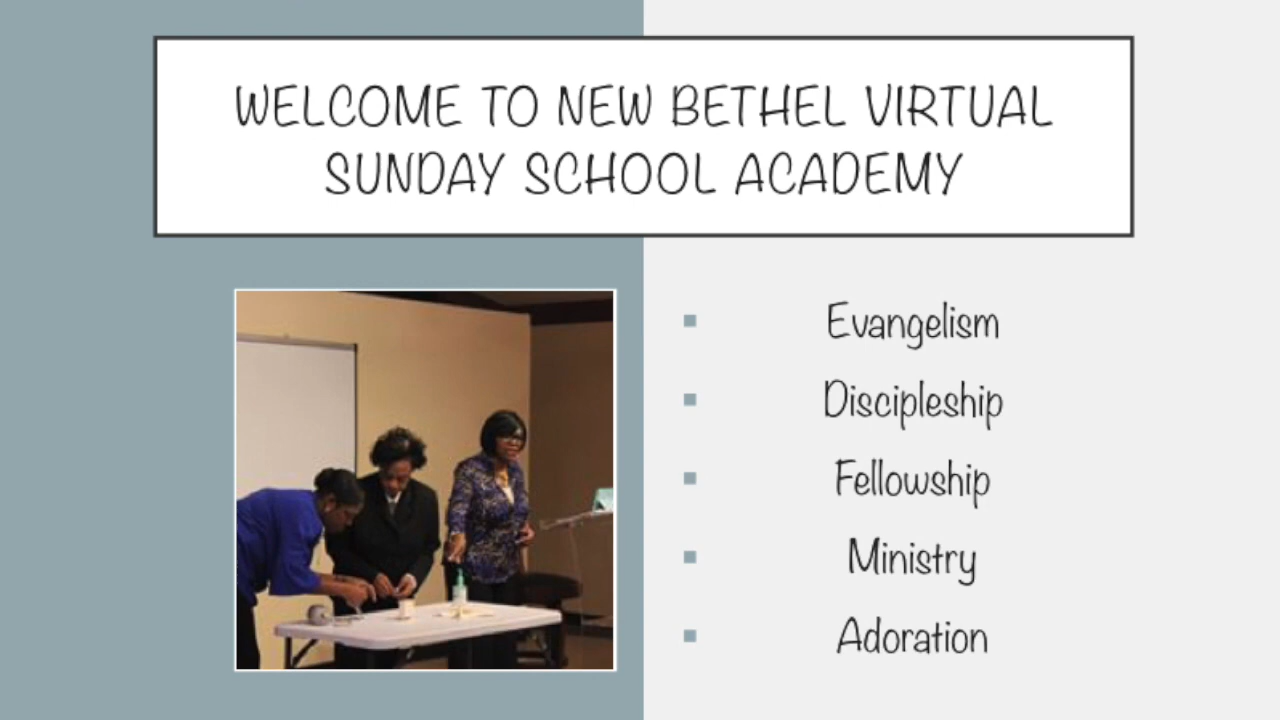 WELCOME TO NEW BETHEL VIRTUAL
SUNDAY SCHOOL ACADEMY
Evangelism
Discipleship
Fellowship
Ministry
Adoration